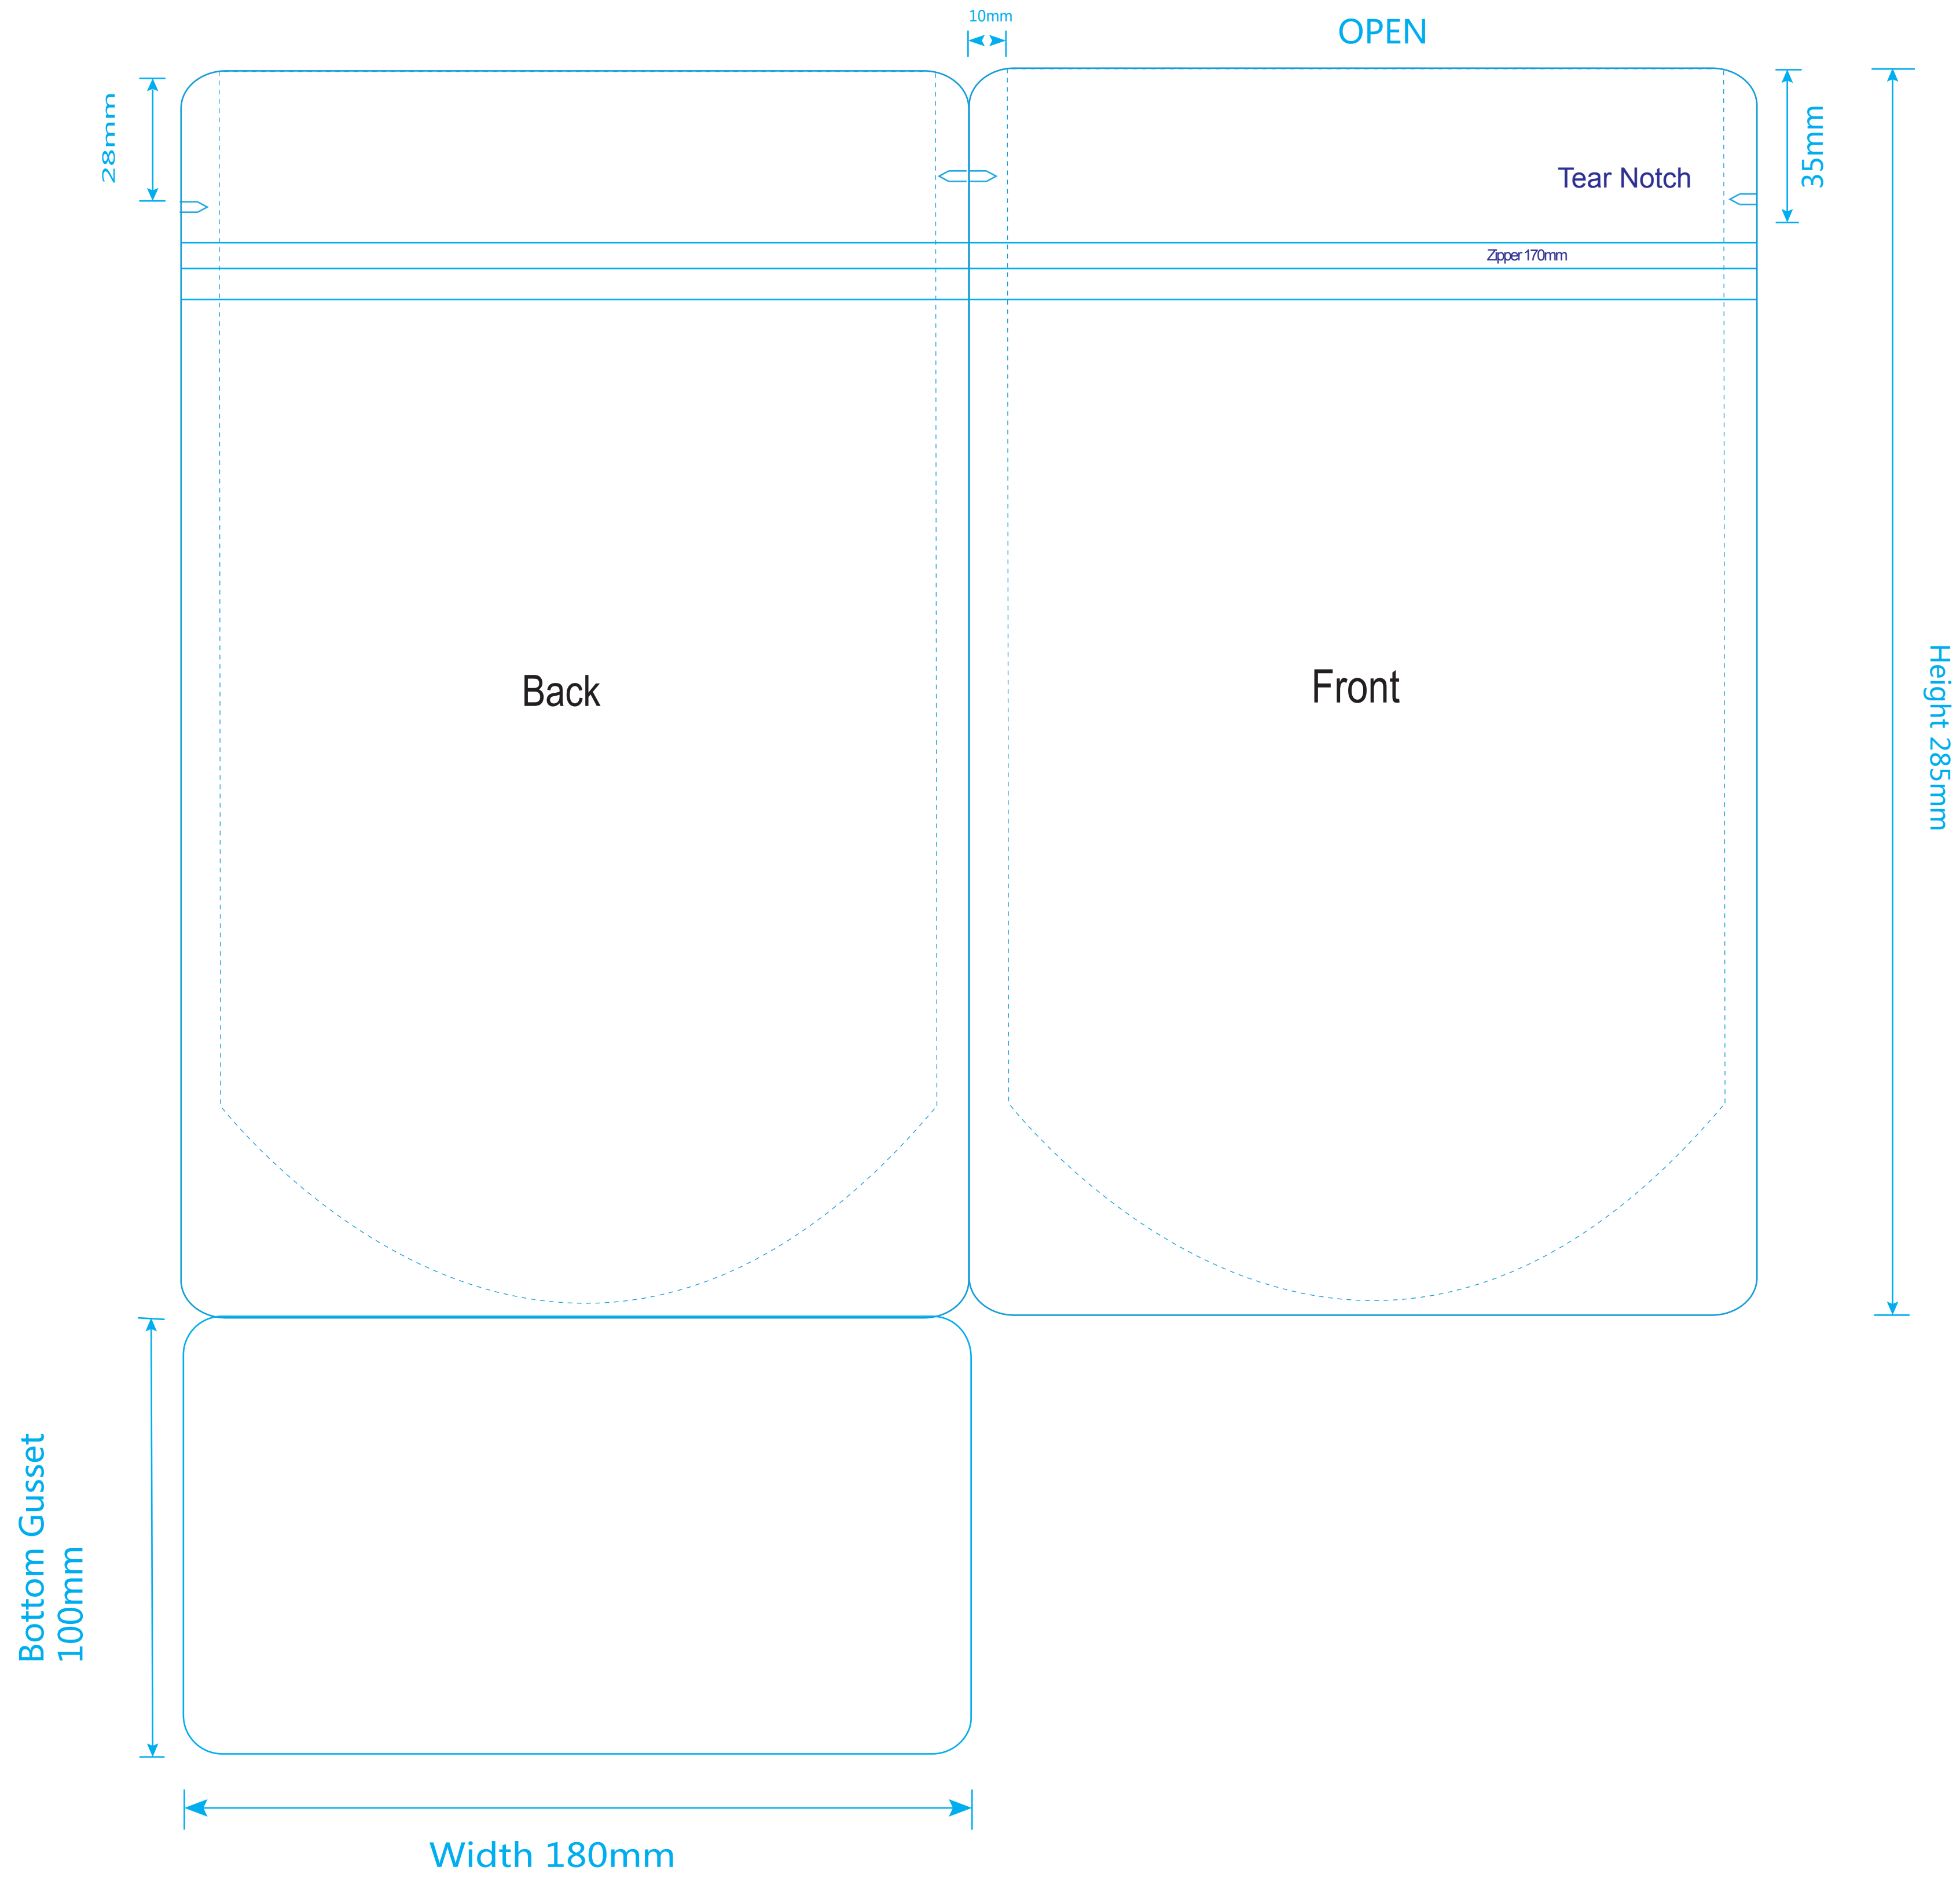 10mm
OPEN
28mm
35mm
Tear Notch
Zipper 170mm
Back
Front
Height 285mm
Bottom Gusset
100mm
Width 180mm